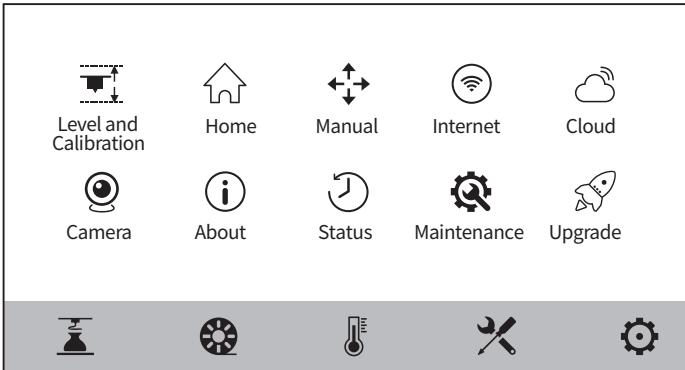 Level and
Calibration
Home
Manual
Internet
Cloud
Camera
About
Status
Maintenance
Upgrade